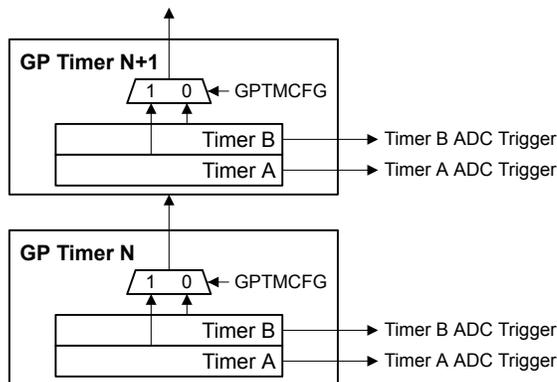 GP Timer N+1
1 0 GPTMCFG
Timer B Timer B ADC Trigger
Timer A Timer A ADC Trigger
GP Timer N
1 0 GPTMCFG
Timer B Timer B ADC Trigger
Timer A Timer A ADC Trigger